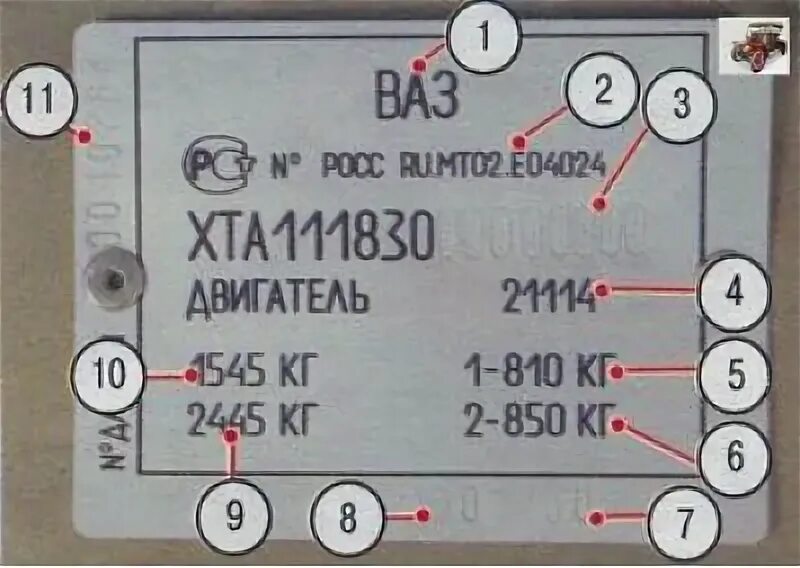 1
ВАЗ
2
3
11
РСТ № РОСС RU.МТ02.Е04024
ХТА111830
ДВИГАТЕЛЬ 21114
4
10
1545 КГ 1-810 КГ
5
2445 КГ 2-850 КГ
6
9
8
7